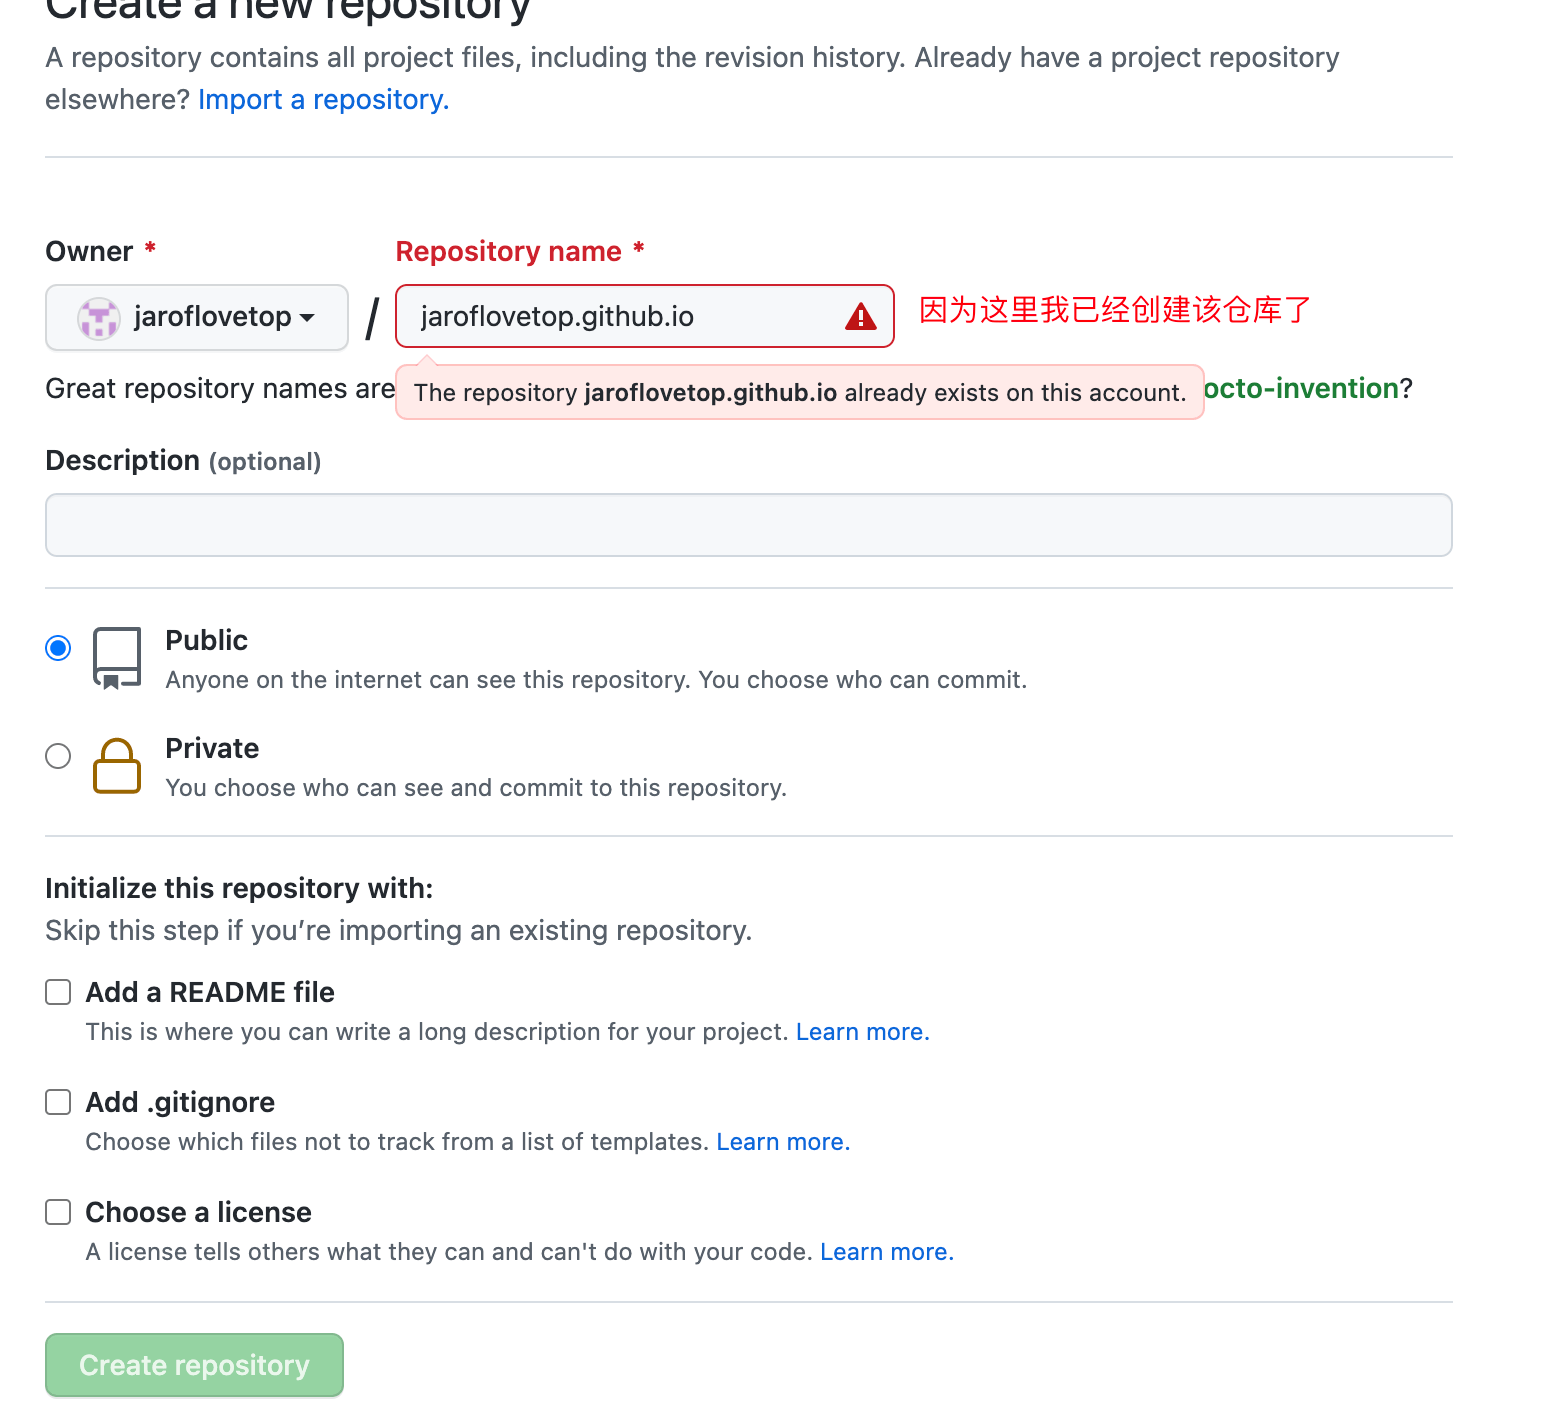 Create a new repository
A repository contains all project files, including the revision history. Already have a project repository
elsewhere? Import a repository.
Owner *
Repository name *
jaroflovetop
/
jaroflovetop.github.io
因为这里我已经创建该仓库了
Great repository names are
The repository jaroflovetop.github.io already exists on this account.
octo-invention?
Description (optional)
Public
Anyone on the internet can see this repository. You choose who can commit.
Private
You choose who can see and commit to this repository.
Initialize this repository with:
Skip this step if you’re importing an existing repository.
Add a README file
This is where you can write a long description for your project. Learn more.
Add .gitignore
Choose which files not to track from a list of templates. Learn more.
Choose a license
A license tells others what they can and can't do with your code. Learn more.
Create repository